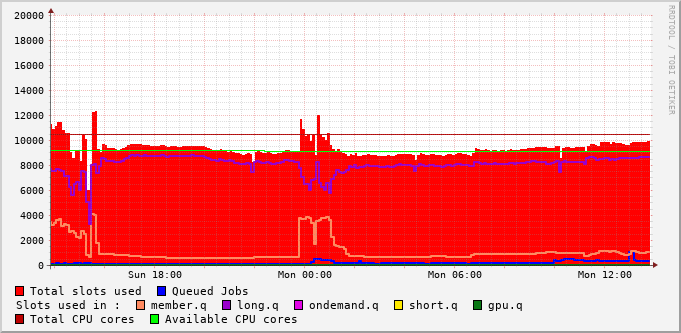 20000
18000
16000
14000
12000
10000
8000
6000
4000
2000
0
Sun 18:00 Mon 00:00 Mon 06:00 Mon 12:00
Total slots used Queued Jobs
Slots used in : member.q long.q ondemand.q short.q gpu.q
Total CPU cores Available CPU cores
RRDTOOL / TOBI OETIKER